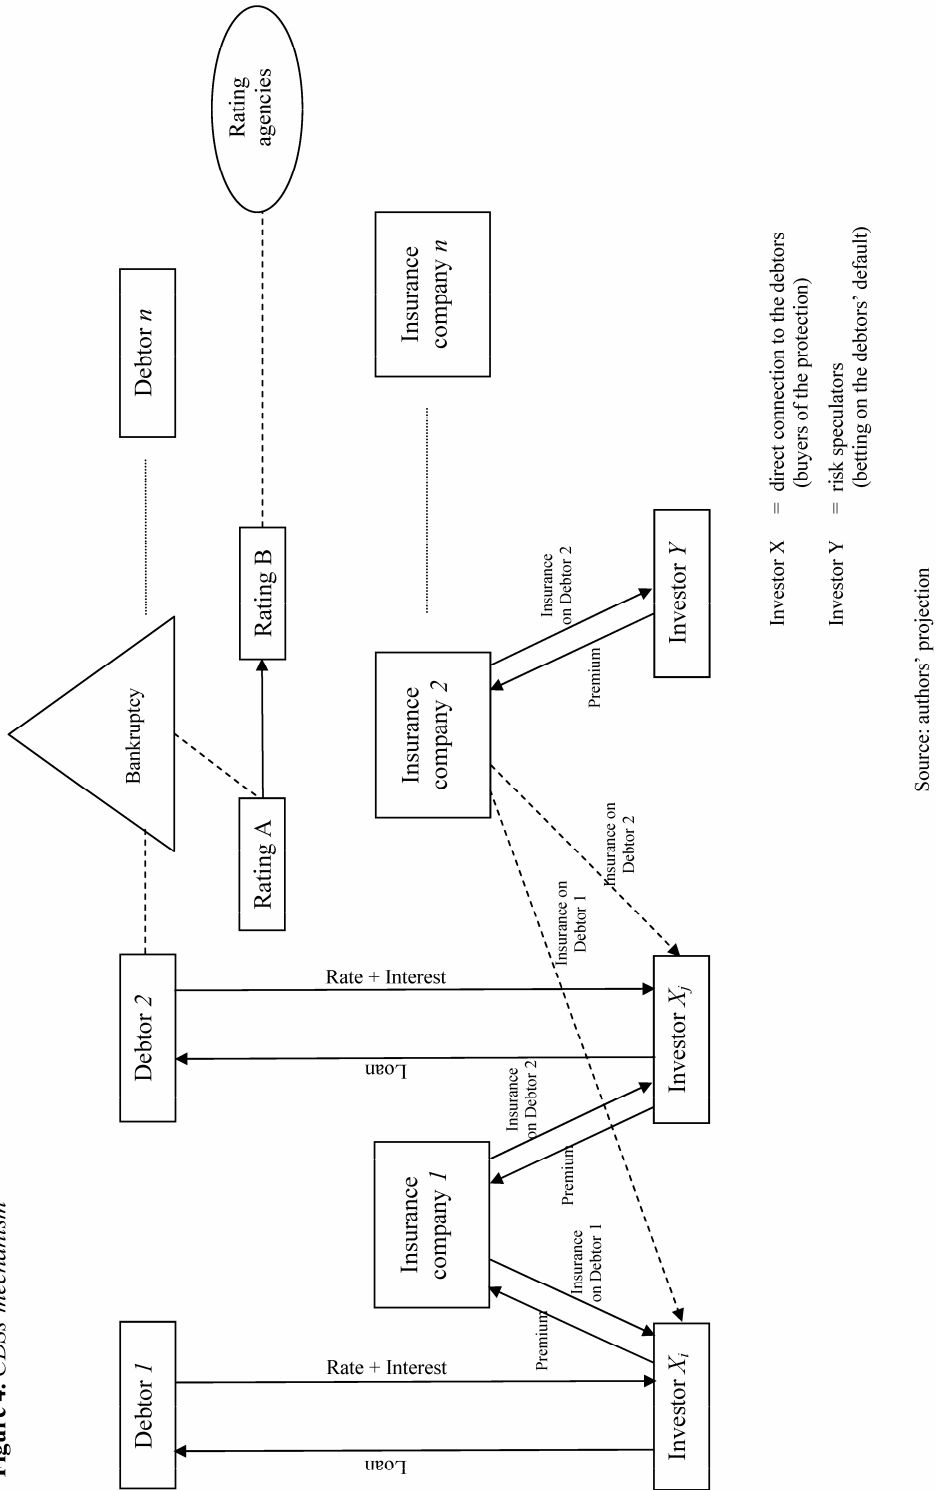 Figure 4. CDSs mechanism
Debtor 1
Debtor 2
Bankruptcy
Debtor n
Rating A
Rating B
Rating
agencies
Loan
Rate + Interest
Loan
Rate + Interest
Insurance
company 1
Insurance
company 2
Insurance
company n
Premium
Insurance
on Debtor 1
Premium
Insurance
on Debtor 2
Insurance on
Debtor 1
Insurance on
Debtor 2
Premium
Insurance
on Debtor 2
Investor Xi
Investor Xj
Investor Y
Investor X = direct connection to the debtors
(buyers of the protection)
Investor Y = risk speculators
(betting on the debtors' default)
Source: authors' projection